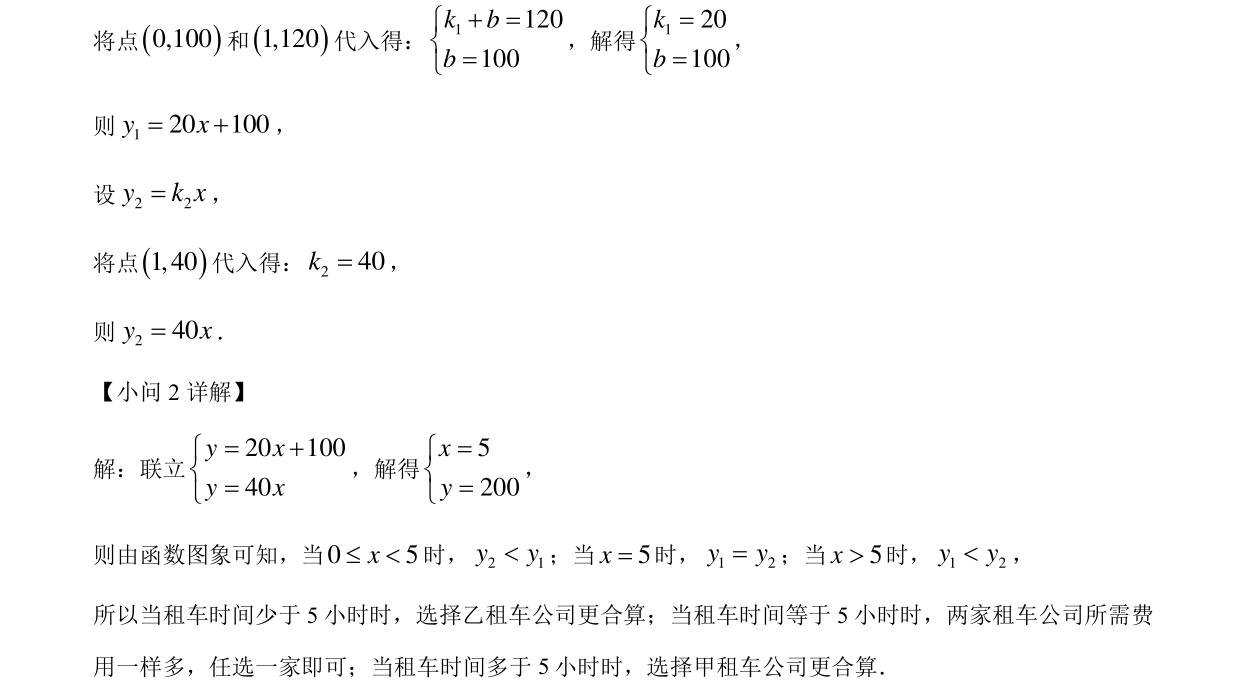 将点(0,100)和(1,120)代入得：{k₁+b=120 b=100，解得{k₁=20 b=100，
则 y₁=20x+100，
设 y₂=k₂x，
将点(1,40)代入得：k₂=40，
则 y₂=40x．
【小问 2 详解】
解：联立{y=20x+100 y=40x，解得{x=5 y=200，
则由函数图象可知，当0≤x<5时，y₂<y₁；当x=5时，y₁=y₂；当x>5时，y₁<y₂，
所以当租车时间少于 5 小时时，选择乙租车公司更合算；当租车时间等于 5 小时时，两家租车公司所需费
用一样多，任选一家即可；当租车时间多于 5 小时时，选择甲租车公司更合算．